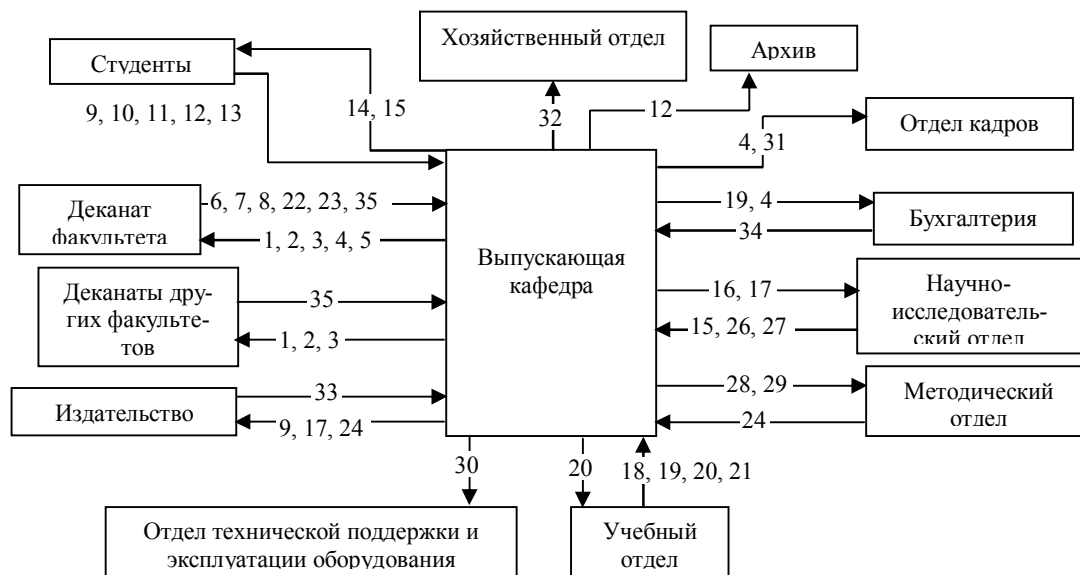 Хозяйственный отдел
Архив
Студенты
9, 10, 11, 12, 13
14, 15
32
12
Отдел кадров
4, 31
Деканат
факультета
6, 7, 8, 22, 23, 35
1, 2, 3, 4, 5
19, 4
34
Бухгалтерия
Выпускающая
кафедра
Деканаты дру-
гих факульте-
тов
35
1, 2, 3
16, 17
15, 26, 27
Научно-
исследователь-
ский отдел
Издательство
33
9, 17, 24
28, 29
24
Методический
отдел
30
20
18, 19, 20, 21
Отдел технической поддержки и
эксплуатации оборудования
Учебный
отдел